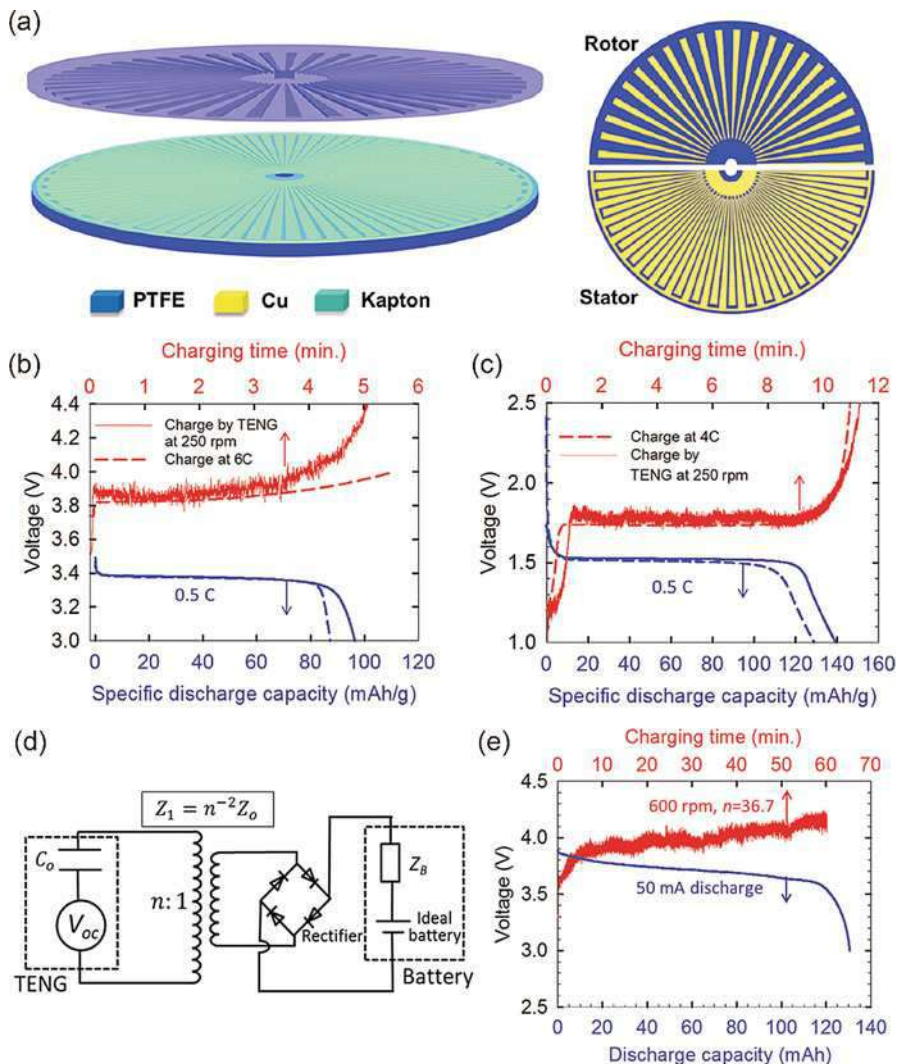 (a)
Rotor
Stator
PTFE
Cu
Kapton
(b)
Charging time (min.)
0 1 2 3 4 5 6
4.4
4.2
4.0
3.8
3.6
3.4
3.2
3.0
Voltage (V)
Charge by TENG
at 250 rpm
Charge at 6C
0.5 C
0 20 40 60 80 100 120
Specific discharge capacity (mAh/g)
(c)
Charging time (min.)
0 2 4 6 8 10 12
2.5
2.0
1.5
1.0
Voltage (V)
Charge at 4C
Charge by
TENG at 250 rpm
0.5 C
0 20 40 60 80 100 120 140 160
Specific discharge capacity (mAh/g)
(d)
Z₁ = n⁻²Zₒ
Cₒ
Vₒc
TENG
n: 1
Rectifier
Z_B
Ideal
battery
Battery
(e)
Charging time (min.)
0 10 20 30 40 50 60 70
4.5
4.0
3.5
3.0
2.5
Voltage (V)
600 rpm, n=36.7
50 mA discharge
0 20 40 60 80 100 120 140
Discharge capacity (mAh)